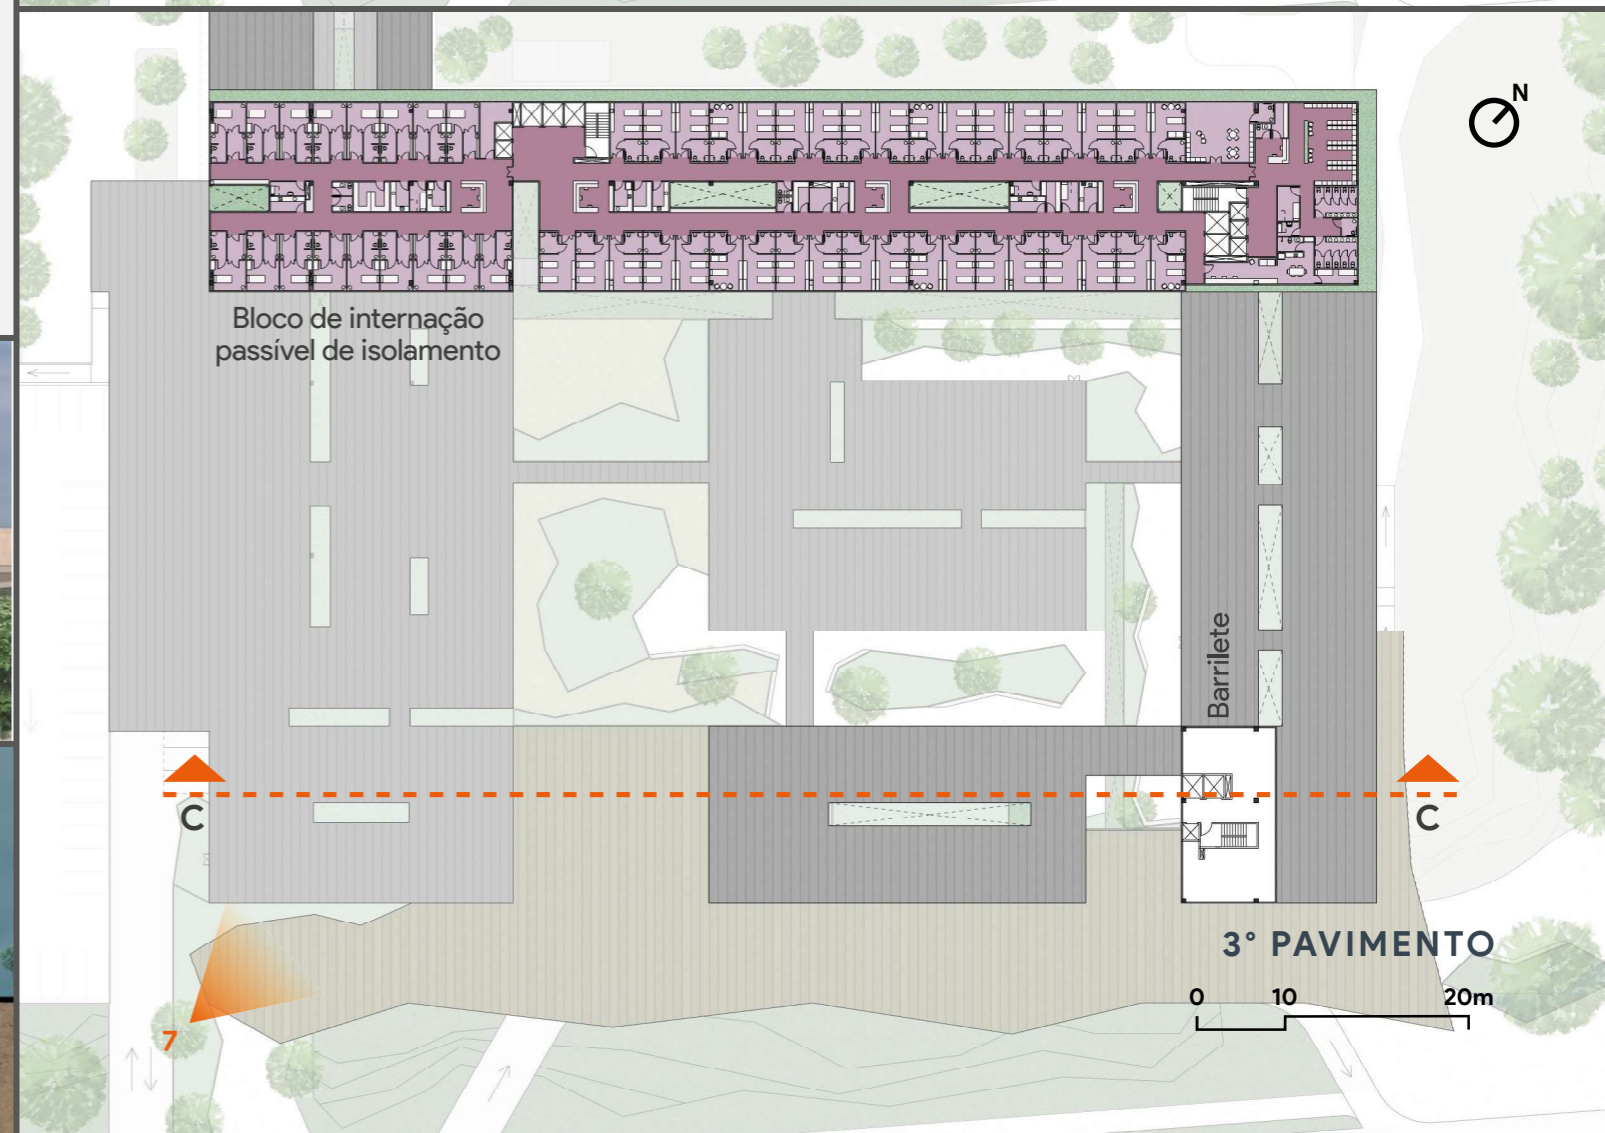 N
Bloco de internação
passível de isolamento
Barrilete
C
C
3° PAVIMENTO
0 10 20m
7